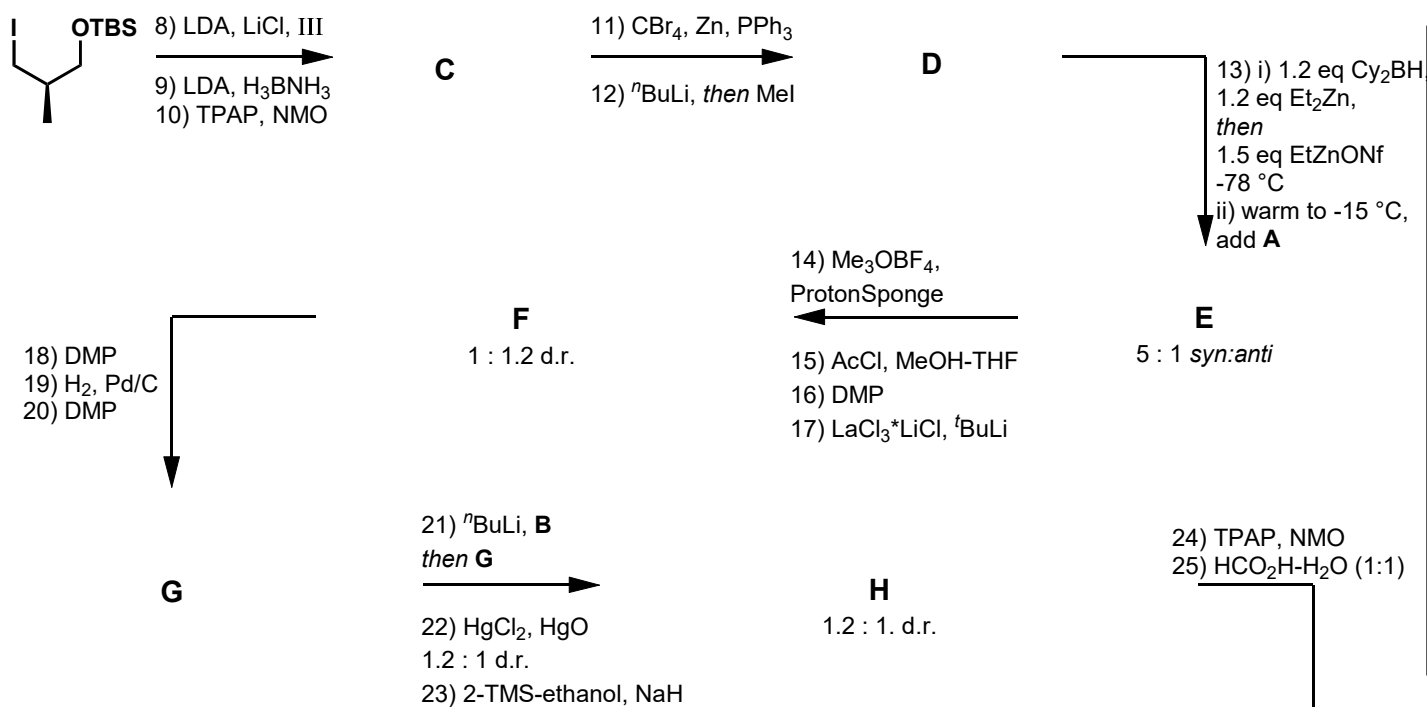 I OTBS
8) LDA, LiCl, III
9) LDA, H₃BNH₃
10) TPAP, NMO
C
11) CBr₄, Zn, PPh₃
12) ⁿBuLi, then MeI
D
13) i) 1.2 eq Cy₂BH,
1.2 eq Et₂Zn,
then
1.5 eq EtZnONf
-78 °C
ii) warm to -15 °C,
add A
E
5 : 1 syn:anti
14) Me₃OBF₄,
ProtonSponge
15) AcCl, MeOH-THF
16) DMP
17) LaCl₃*LiCl, ᵗBuLi
F
1 : 1.2 d.r.
18) DMP
19) H₂, Pd/C
20) DMP
G
21) ⁿBuLi, B
then G
22) HgCl₂, HgO
1.2 : 1 d.r.
23) 2-TMS-ethanol, NaH
H
1.2 : 1. d.r.
24) TPAP, NMO
25) HCO₂H-H₂O (1:1)